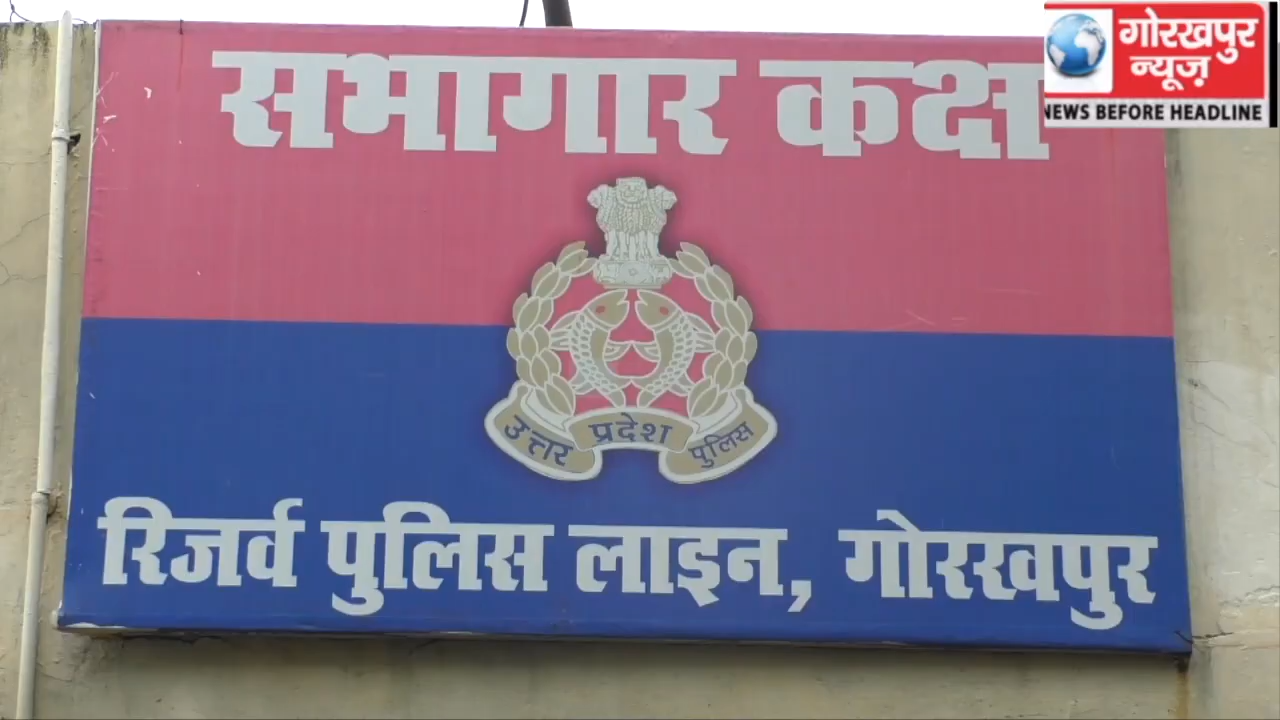 सभागार कक्ष
गोरखपुर
न्यूज़
NEWS BEFORE HEADLINE
उत्तर प्रदेश पुलिस
रिजर्व पुलिस लाइन, गोरखपुर